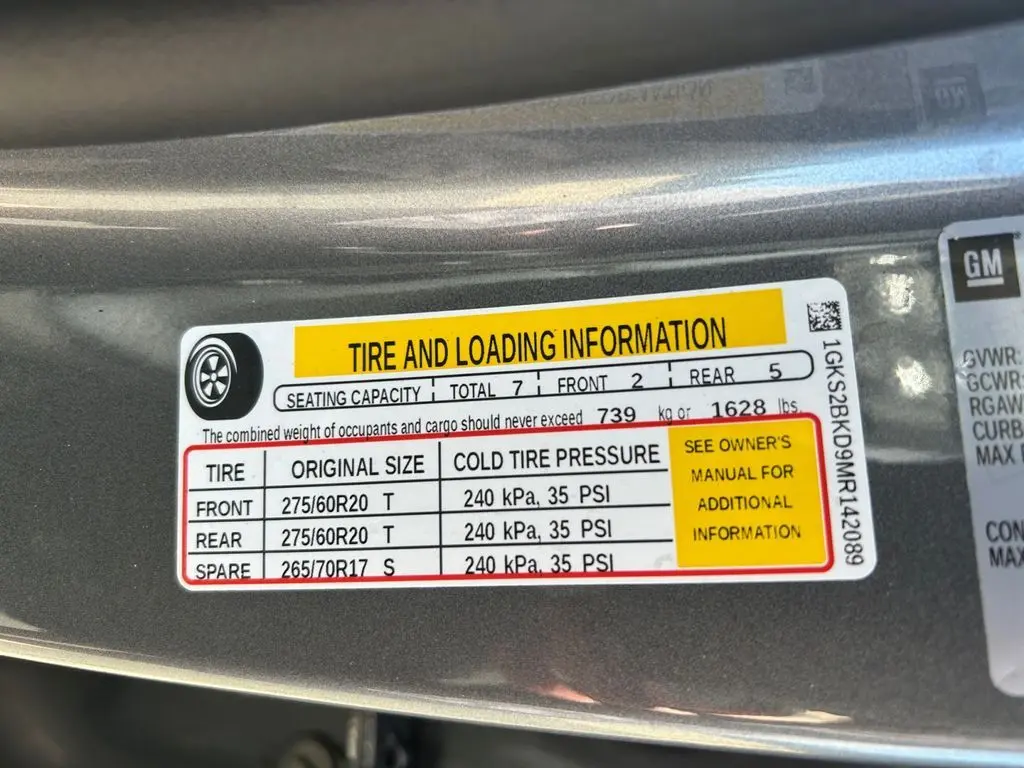 TIRE AND LOADING INFORMATION
SEATING CAPACITY TOTAL 7 FRONT 2 REAR 5
The combined weight of occupants and cargo should never exceed 739 kg or 1628 lbs.
TIRE ORIGINAL SIZE COLD TIRE PRESSURE
FRONT 275/60R20 T 240 kPa, 35 PSI
REAR 275/60R20 T 240 kPa, 35 PSI
SPARE 265/70R17 S 240 kPa, 35 PSI
SEE OWNER'S
MANUAL FOR
ADDITIONAL
INFORMATION
1GKS2BKD9MR142089
GM
GVWR:
GCWR:
RGAW
CURB
MAX
CON
MAX